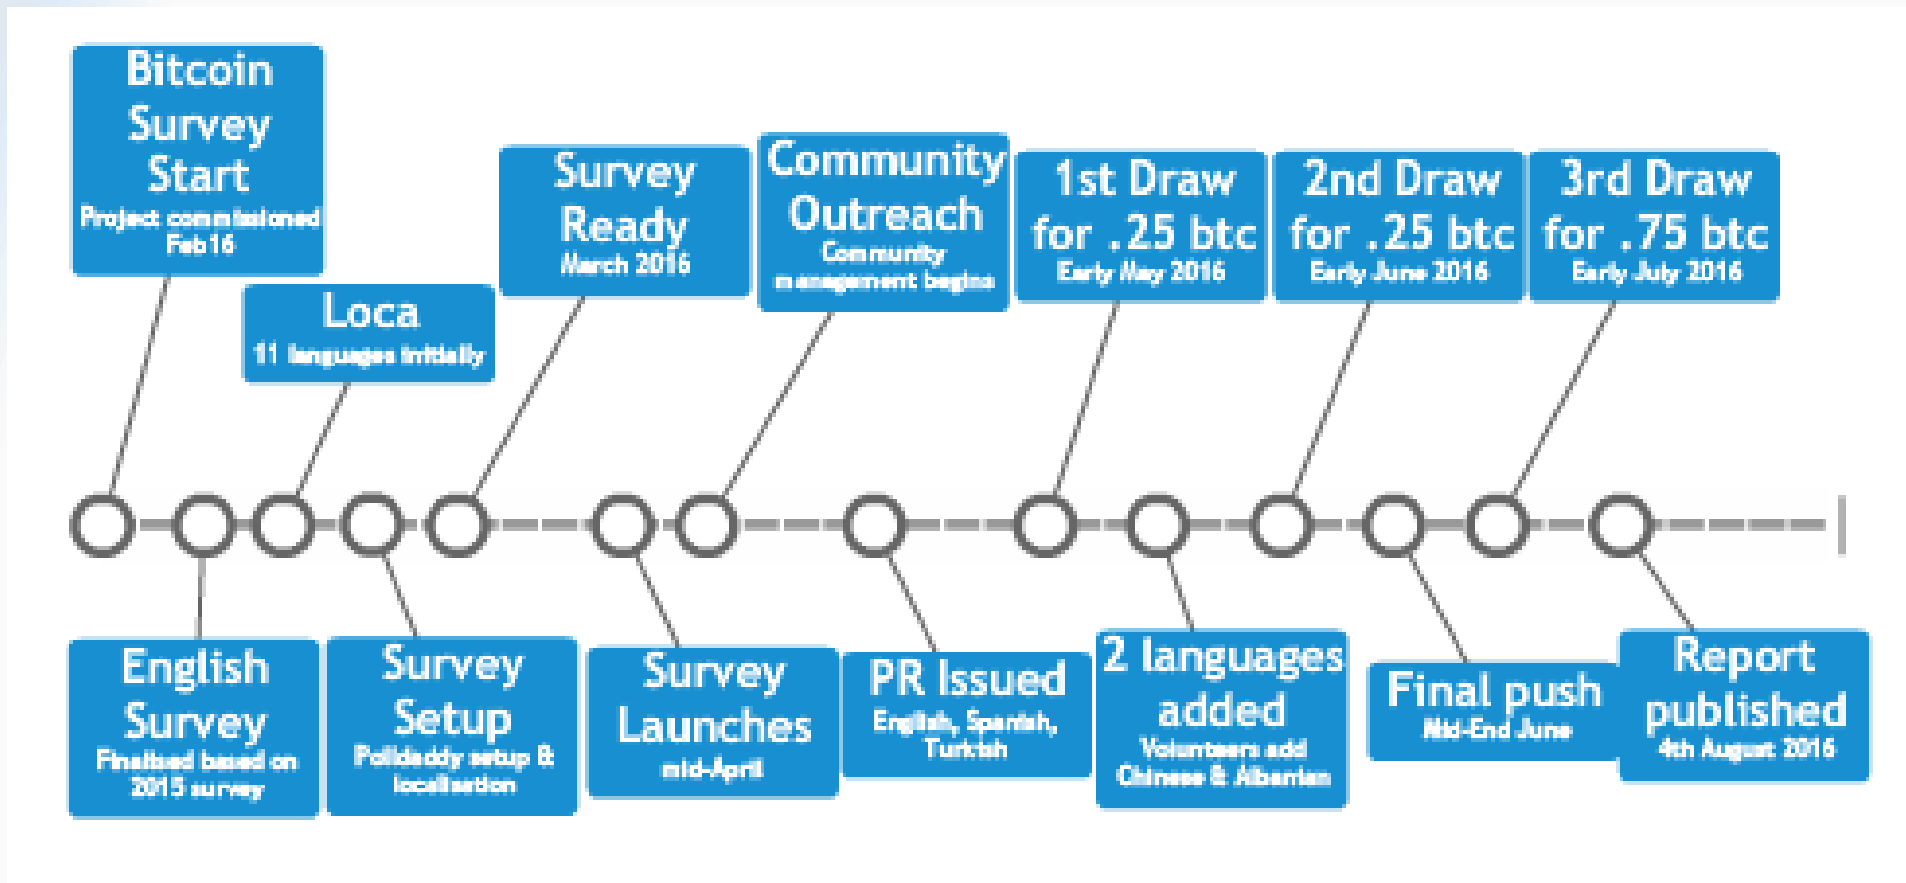 Bitcoin
Survey
Start
Project commissioned
Feb16
English
Survey
Finalised based on
2015 survey
Loca
11 languages initially
Survey
Setup
Polldaddy setup &
localisation
Survey
Ready
March 2016
Survey
Launches
mid-April
Community
Outreach
Community
management begins
PR Issued
English, Spanish,
Turkish
1st Draw
for .25 btc
Early May 2016
2 languages
added
Volunteers add
Chinese & Albanian
2nd Draw
for .25 btc
Early June 2016
Final push
Mid-End June
3rd Draw
for .75 btc
Early July 2016
Report
published
4th August 2016